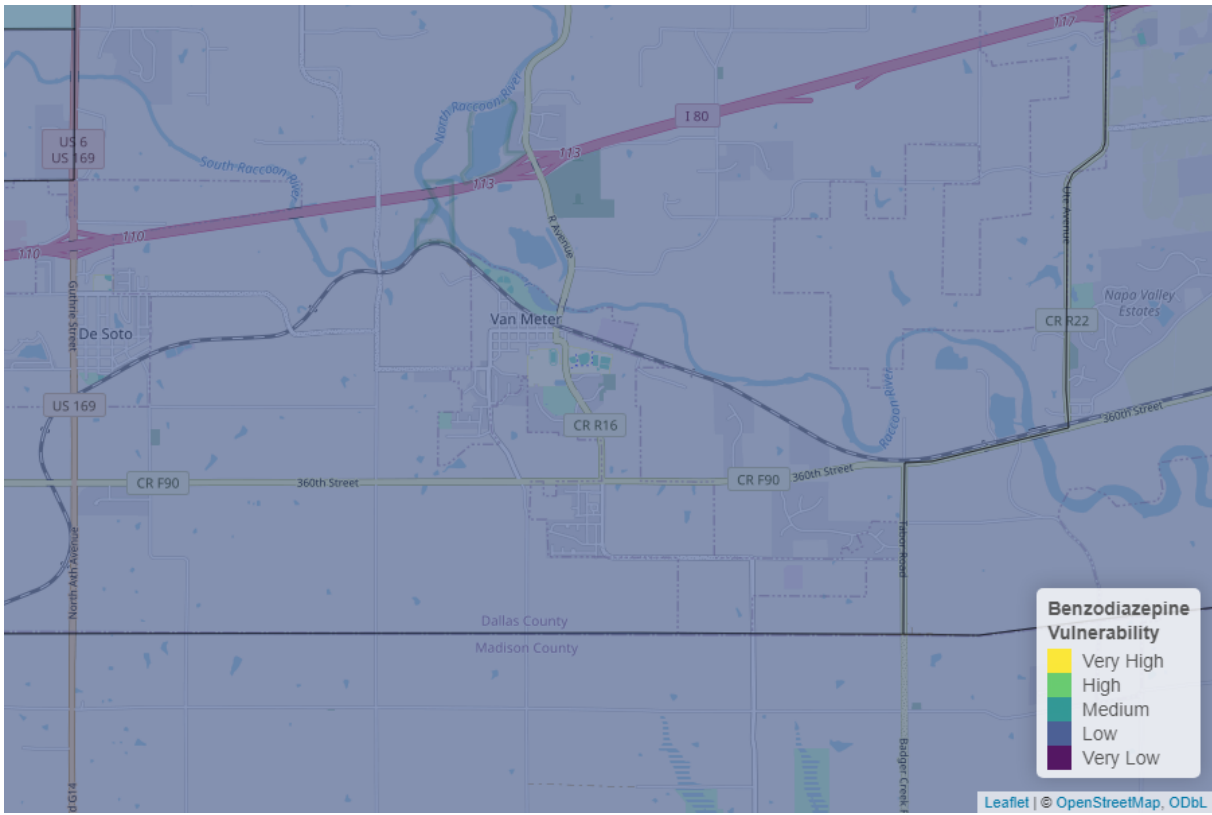 117
I 80
North Raccoon River
US 6
US 169
113
South Raccoon River
113
Ute Avenue
110
R Avenue
110
Guthrie Street
Napa Valley
Estates
Van Meter
CR R22
De Soto
Raccoon River
US 169
360th Street
CR R16
CR F90
360th Street
CR F90
360th Street
North Ath Avenue
Tabor Road
Dallas County
Madison County
Badger Creek R
d G14
Benzodiazepine
Vulnerability
Very High
High
Medium
Low
Very Low
Leaflet | © OpenStreetMap, ODbL